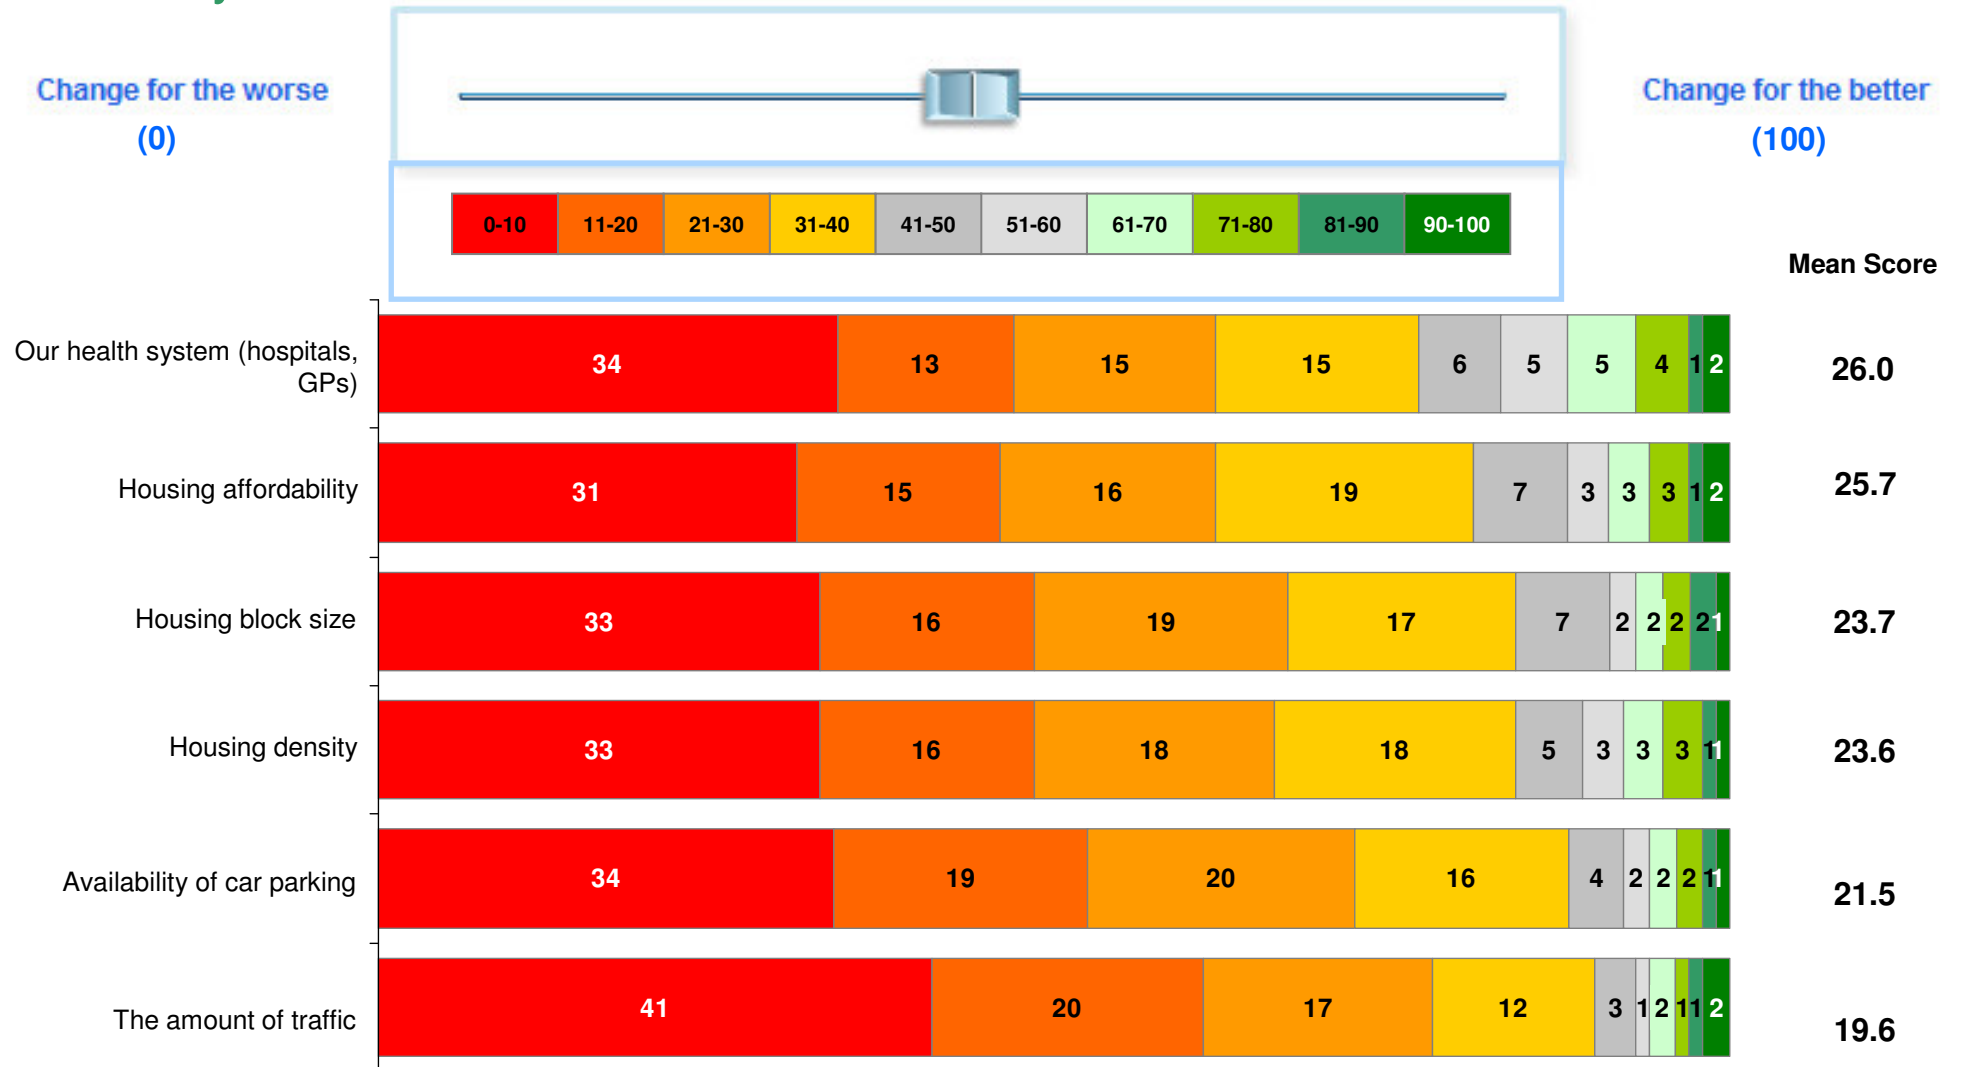 Change for the worse
(0)
Change for the better
(100)
0-10 11-20 21-30 31-40 41-50 51-60 61-70 71-80 81-90 90-100
Mean Score
Our health system (hospitals,
GPs)
34 13 15 15 6 5 5 4 1 2
26.0
Housing affordability
31 15 16 19 7 3 3 3 1 2
25.7
Housing block size
33 16 19 17 7 2 2 2 2 1
23.7
Housing density
33 16 18 18 5 3 3 3 1 1
23.6
Availability of car parking
34 19 20 16 4 2 2 2 1 1
21.5
The amount of traffic
41 20 17 12 3 1 2 1 1 2
19.6